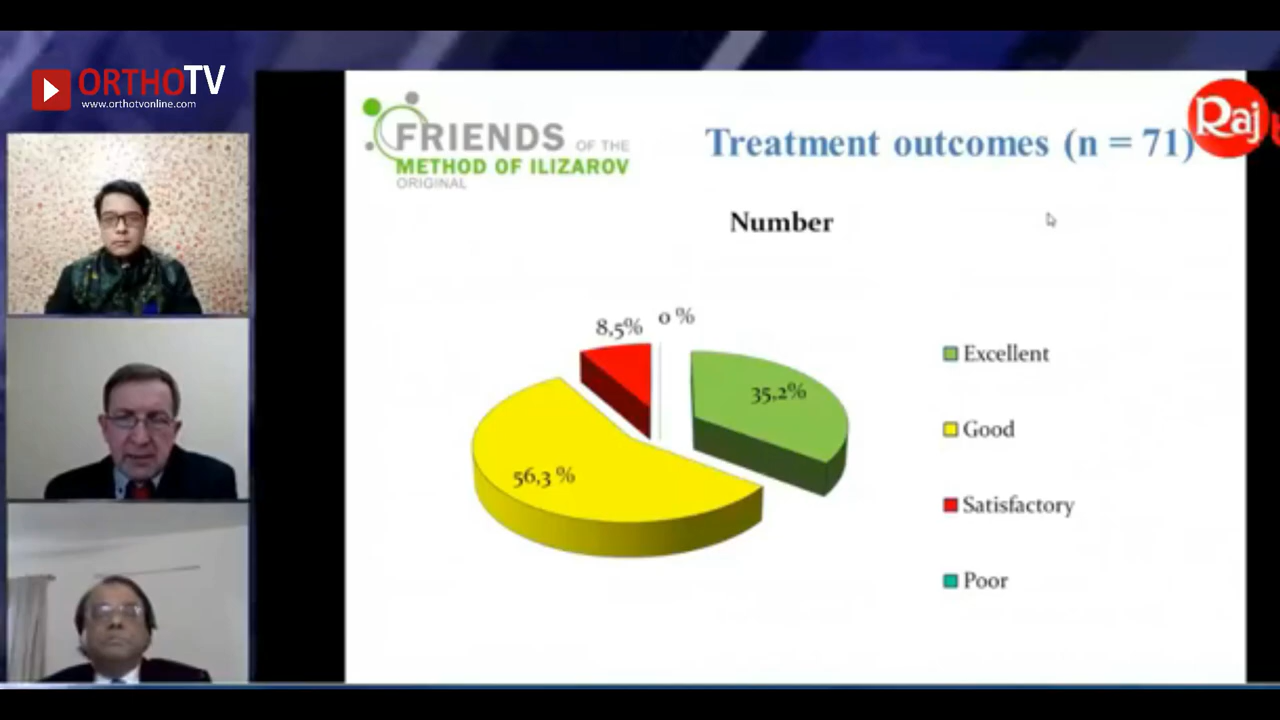 ORTHOTV
www.orthotvonline.com
FRIENDS OF THE
METHOD OF ILIZAROV
ORIGINAL
Treatment outcomes (n = 71)
Raj
Number
8,5%
0 %
35,2%
56,3 %
Excellent
Good
Satisfactory
Poor